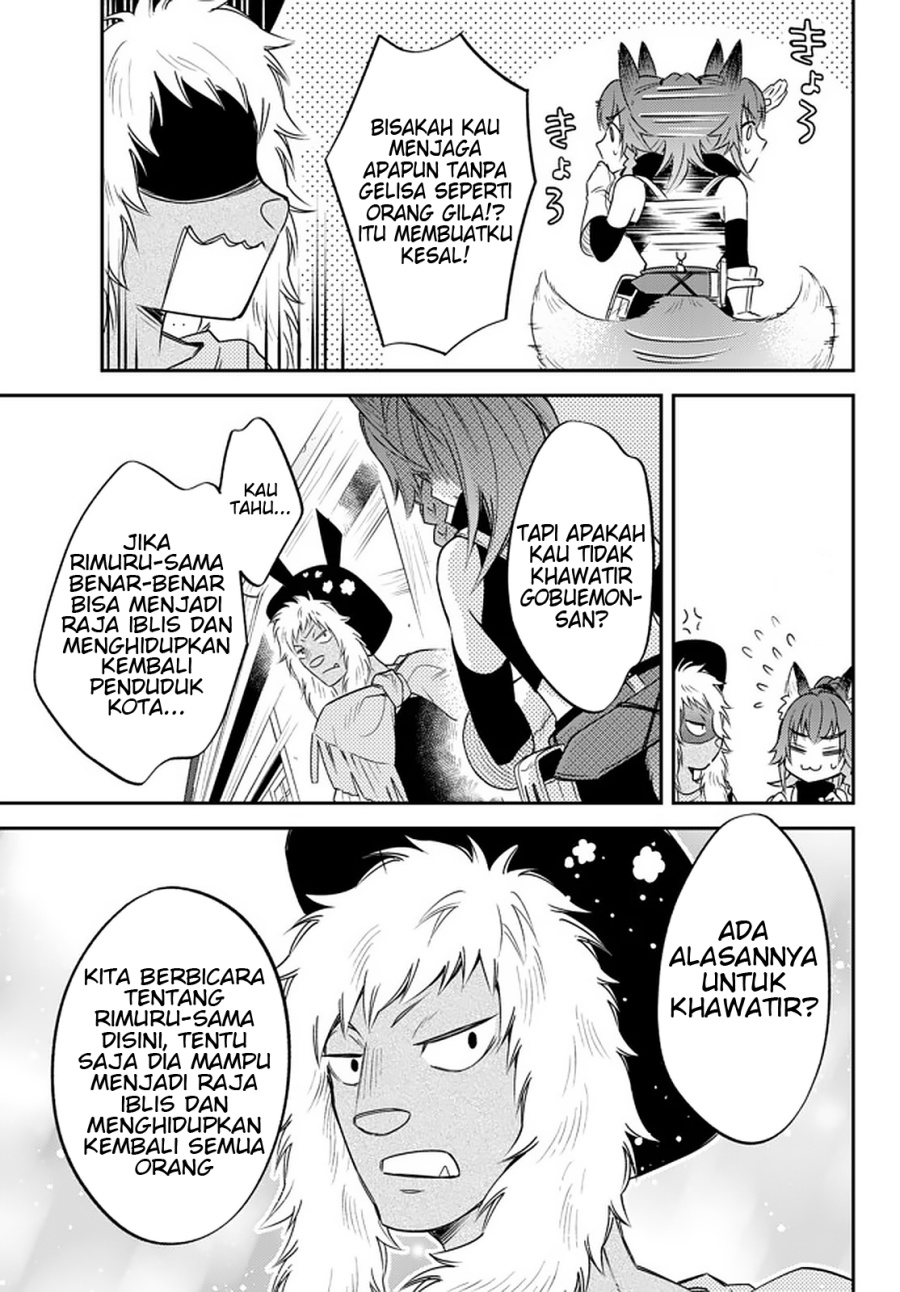 きょろ
きょろ
BISAKAH KAU
MENJAGA
APAPUN TANPA
GELISA SEPERTI
ORANG GILA!?
ITU MEMBUATKU
KESAL!
TAPI APAKAH
KAU TIDAK
KHAWATIR
GOBUEMON-
SAN?
KAU
TAHU...
JIKA
RIMURU-SAMA
BENAR-BENAR
BISA MENJADI
RAJA IBLIS DAN
MENGHIDUPKAN
KEMBALI
PENDUDUK
KOTA...
ADA
ALASANNYA
UNTUK
KHAWATIR?
KITA BERBICARA
TENTANG
RIMURU-SAMA
DISINI, TENTU
SAJA DIA MAMPU
MENJADI RAJA
IBLIS DAN
MENGHIDUPKAN
KEMBALI SEMUA
ORANG